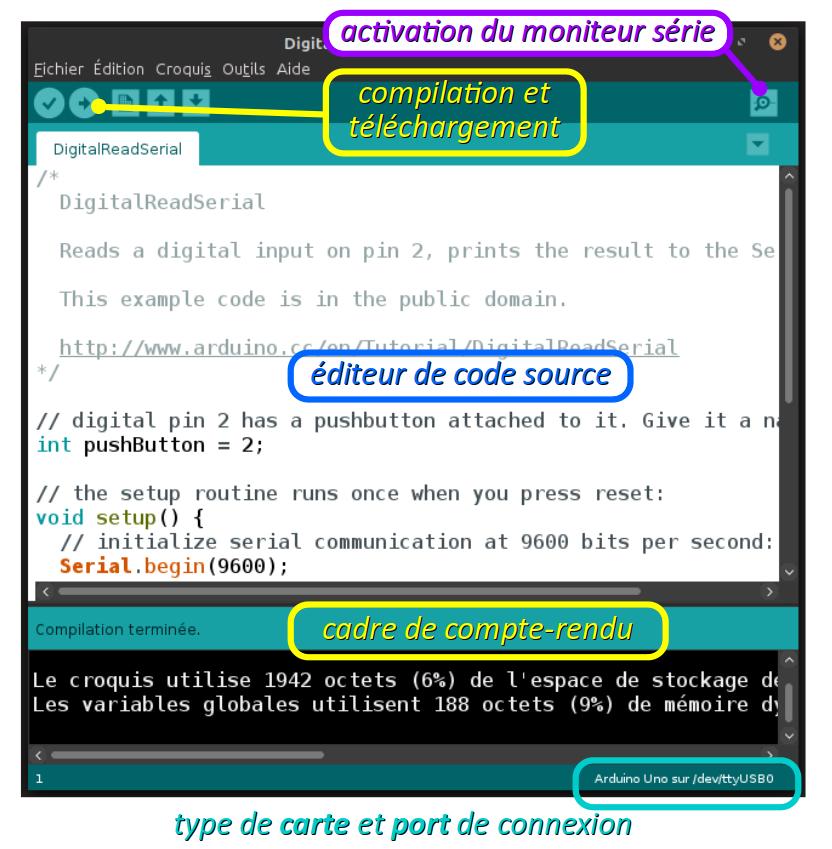 Digit
activation du moniteur série
Fichier Édition Croquis Outils Aide
compilation et
téléchargement
DigitalReadSerial
/*
DigitalReadSerial
Reads a digital input on pin 2, prints the result to the Se
This example code is in the public domain.
http://www.arduino.cc/en/Tutorial/DigitalReadSerial
*/
éditeur de code source
// digital pin 2 has a pushbutton attached to it. Give it a na
int pushButton = 2;
// the setup routine runs once when you press reset:
void setup() {
// initialize serial communication at 9600 bits per second:
Serial.begin(9600);
Compilation terminée.
cadre de compte-rendu
Le croquis utilise 1942 octets (6%) de l'espace de stockage de
Les variables globales utilisent 188 octets (9%) de mémoire dy
1
Arduino Uno sur /dev/ttyUSB0
type de carte et port de connexion